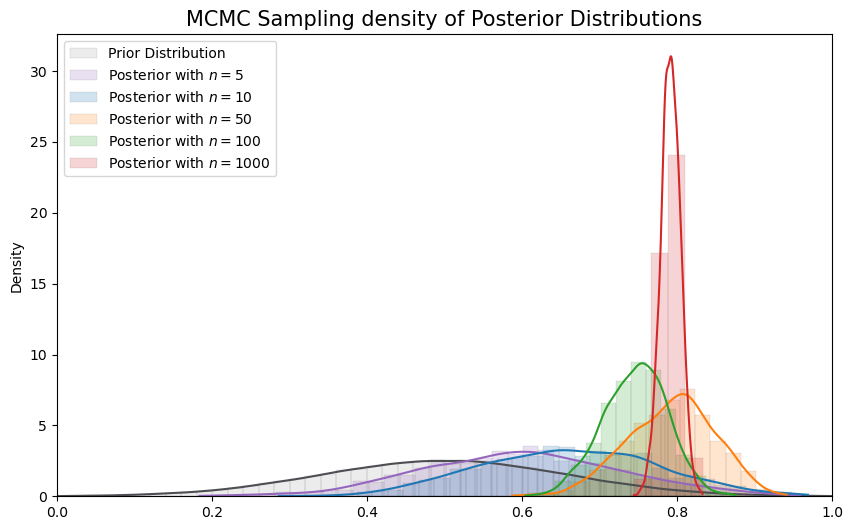 MCMC Sampling density of Posterior Distributions
Prior Distribution
Posterior with n = 5
Posterior with n = 10
Posterior with n = 50
Posterior with n = 100
Posterior with n = 1000
Density
30
25
20
15
10
5
0
0.0 0.2 0.4 0.6 0.8 1.0